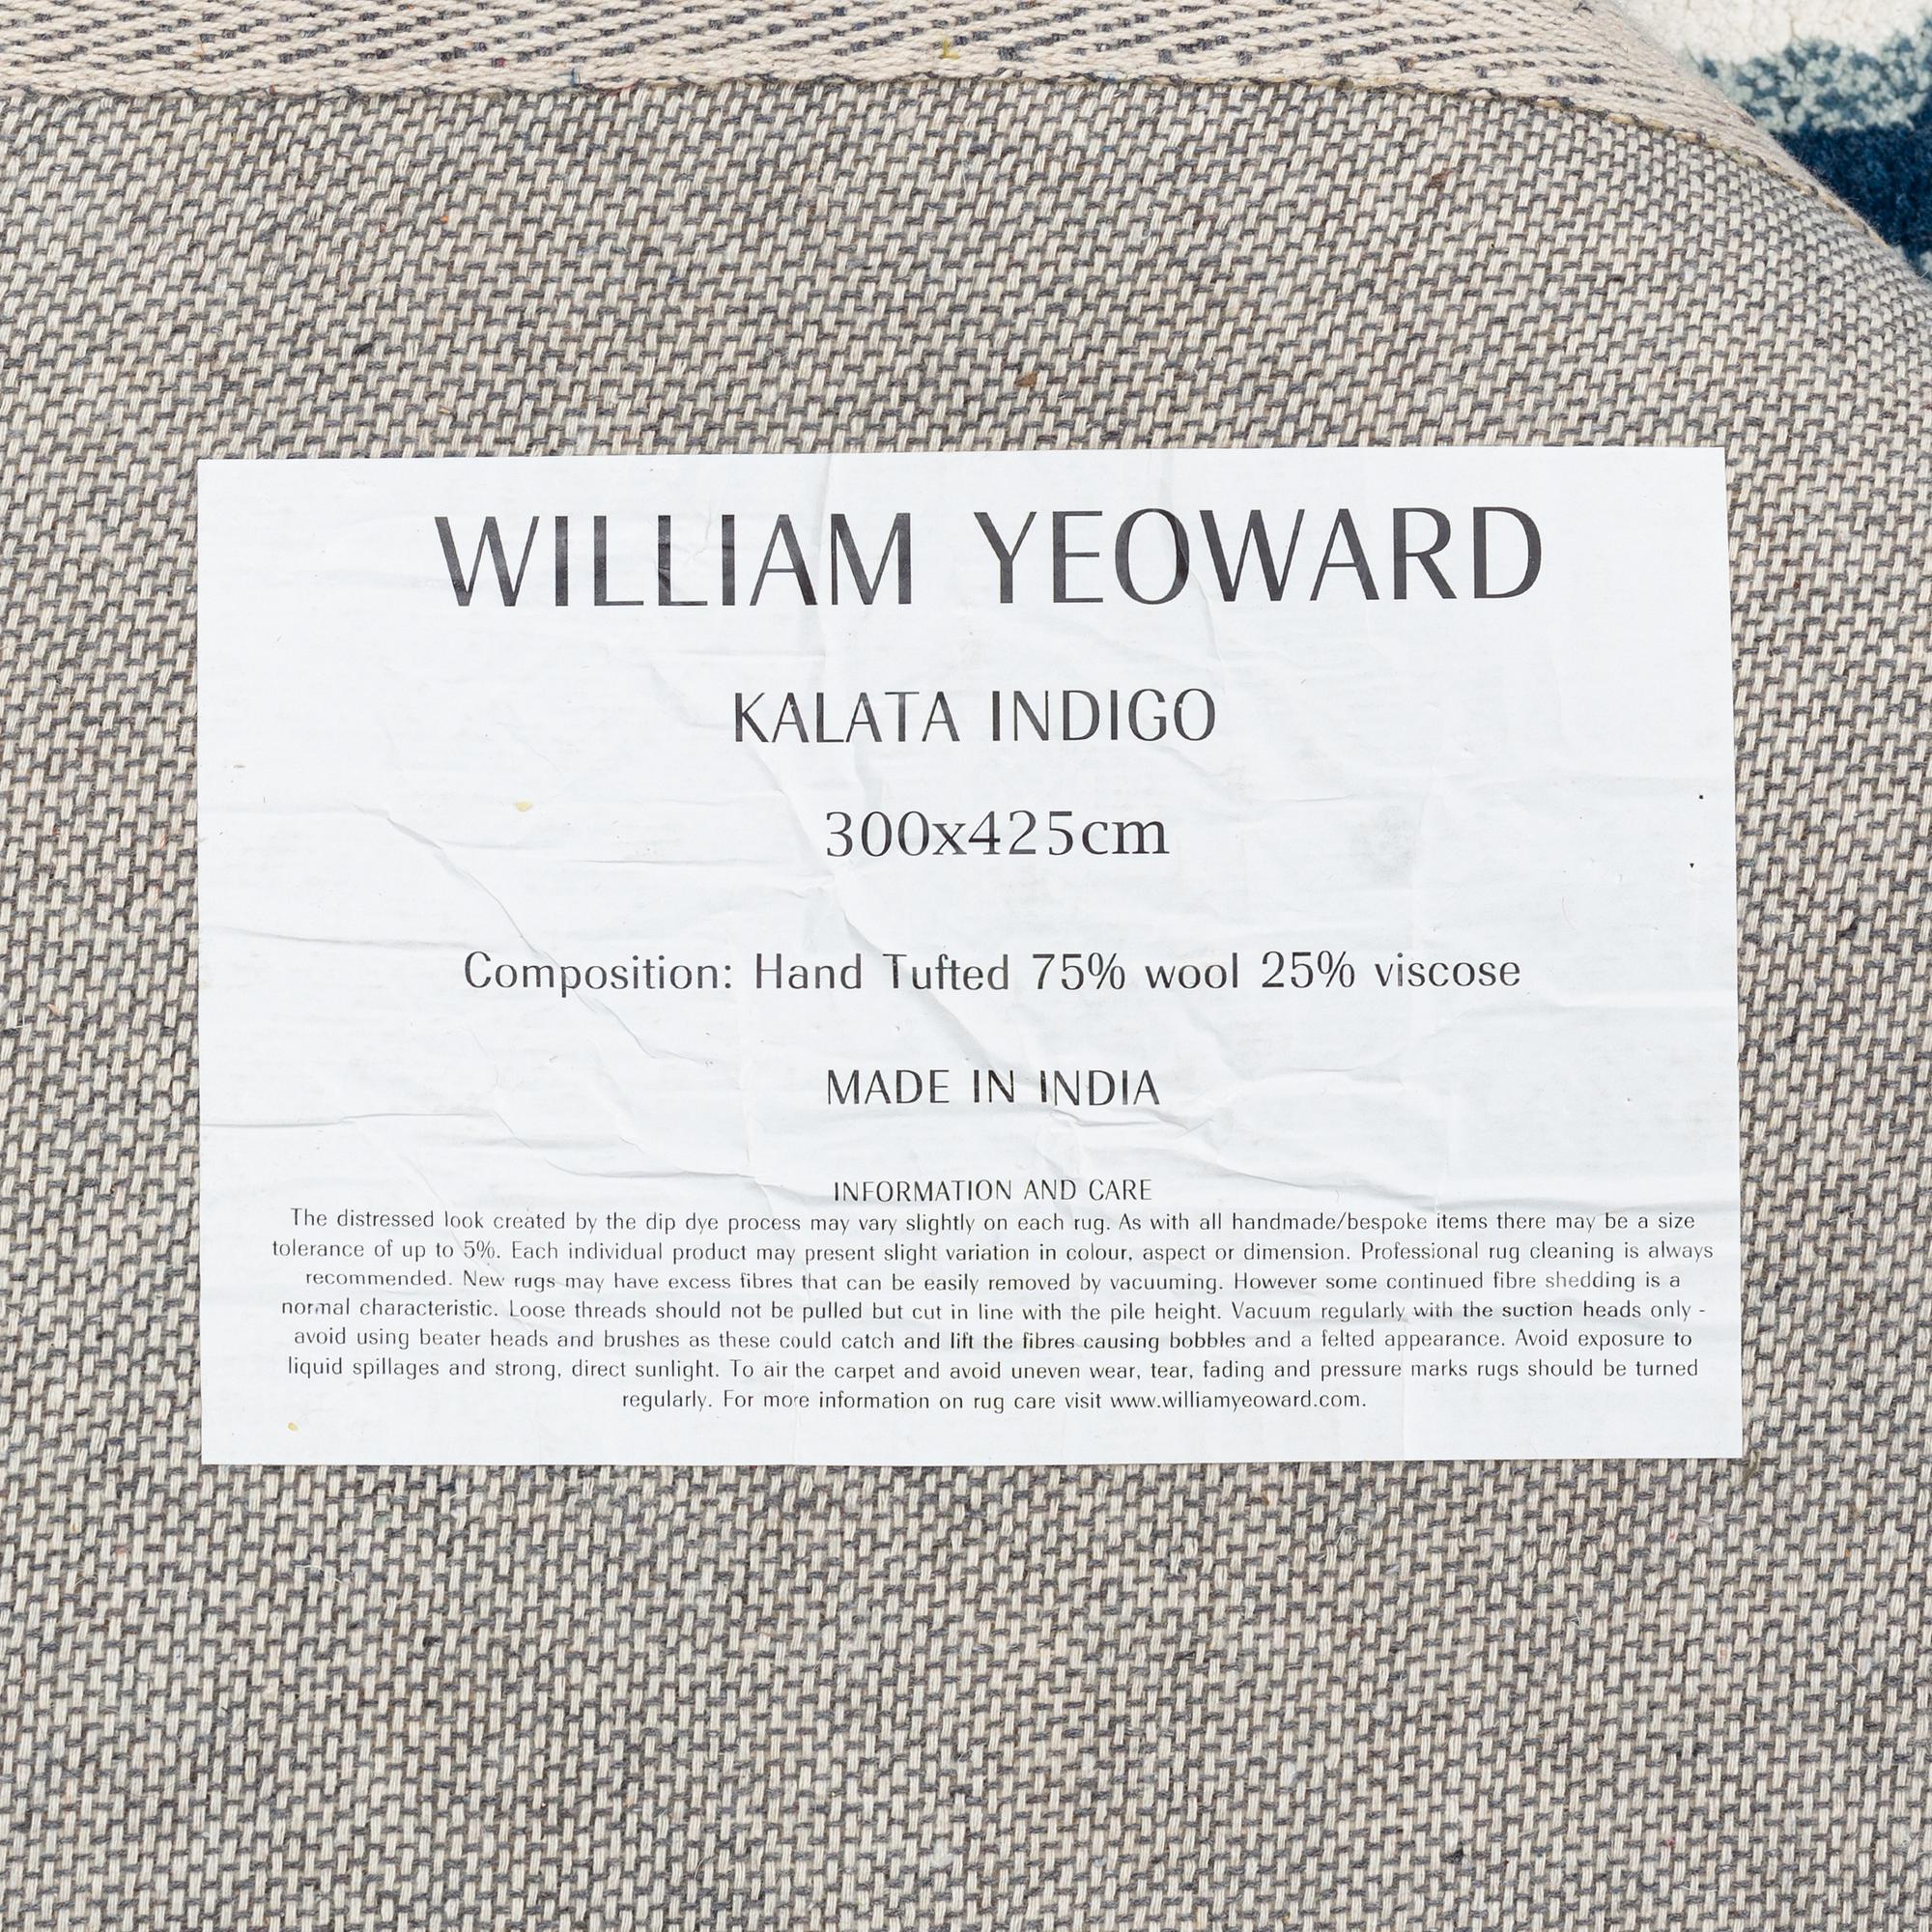 WILLIAM YEOWARD
KALATA INDIGO
300x425cm
Composition: Hand Tufted 75% wool 25% viscose
MADE IN INDIA
INFORMATION AND CARE
The distressed look created by the dip dye process may vary slightly on each rug. As with all handmade/bespoke items there may be a size
tolerance of up to 5%. Each individual product may present slight variation in colour, aspect or dimension. Professional rug cleaning is always
recommended. New rugs may have excess fibres that can be easily removed by vacuuming. However some continued fibre shedding is a
normal characteristic. Loose threads should not be pulled but cut in line with the pile height. Vacuum regularly with the suction heads only -
avoid using beater heads and brushes as these could catch and lift the fibres causing bobbles and a felted appearance. Avoid exposure to
liquid spillages and strong, direct sunlight. To air the carpet and avoid uneven wear, tear, fading and pressure marks rugs should be turned
regularly. For more information on rug care visit www.williamyeoward.com.